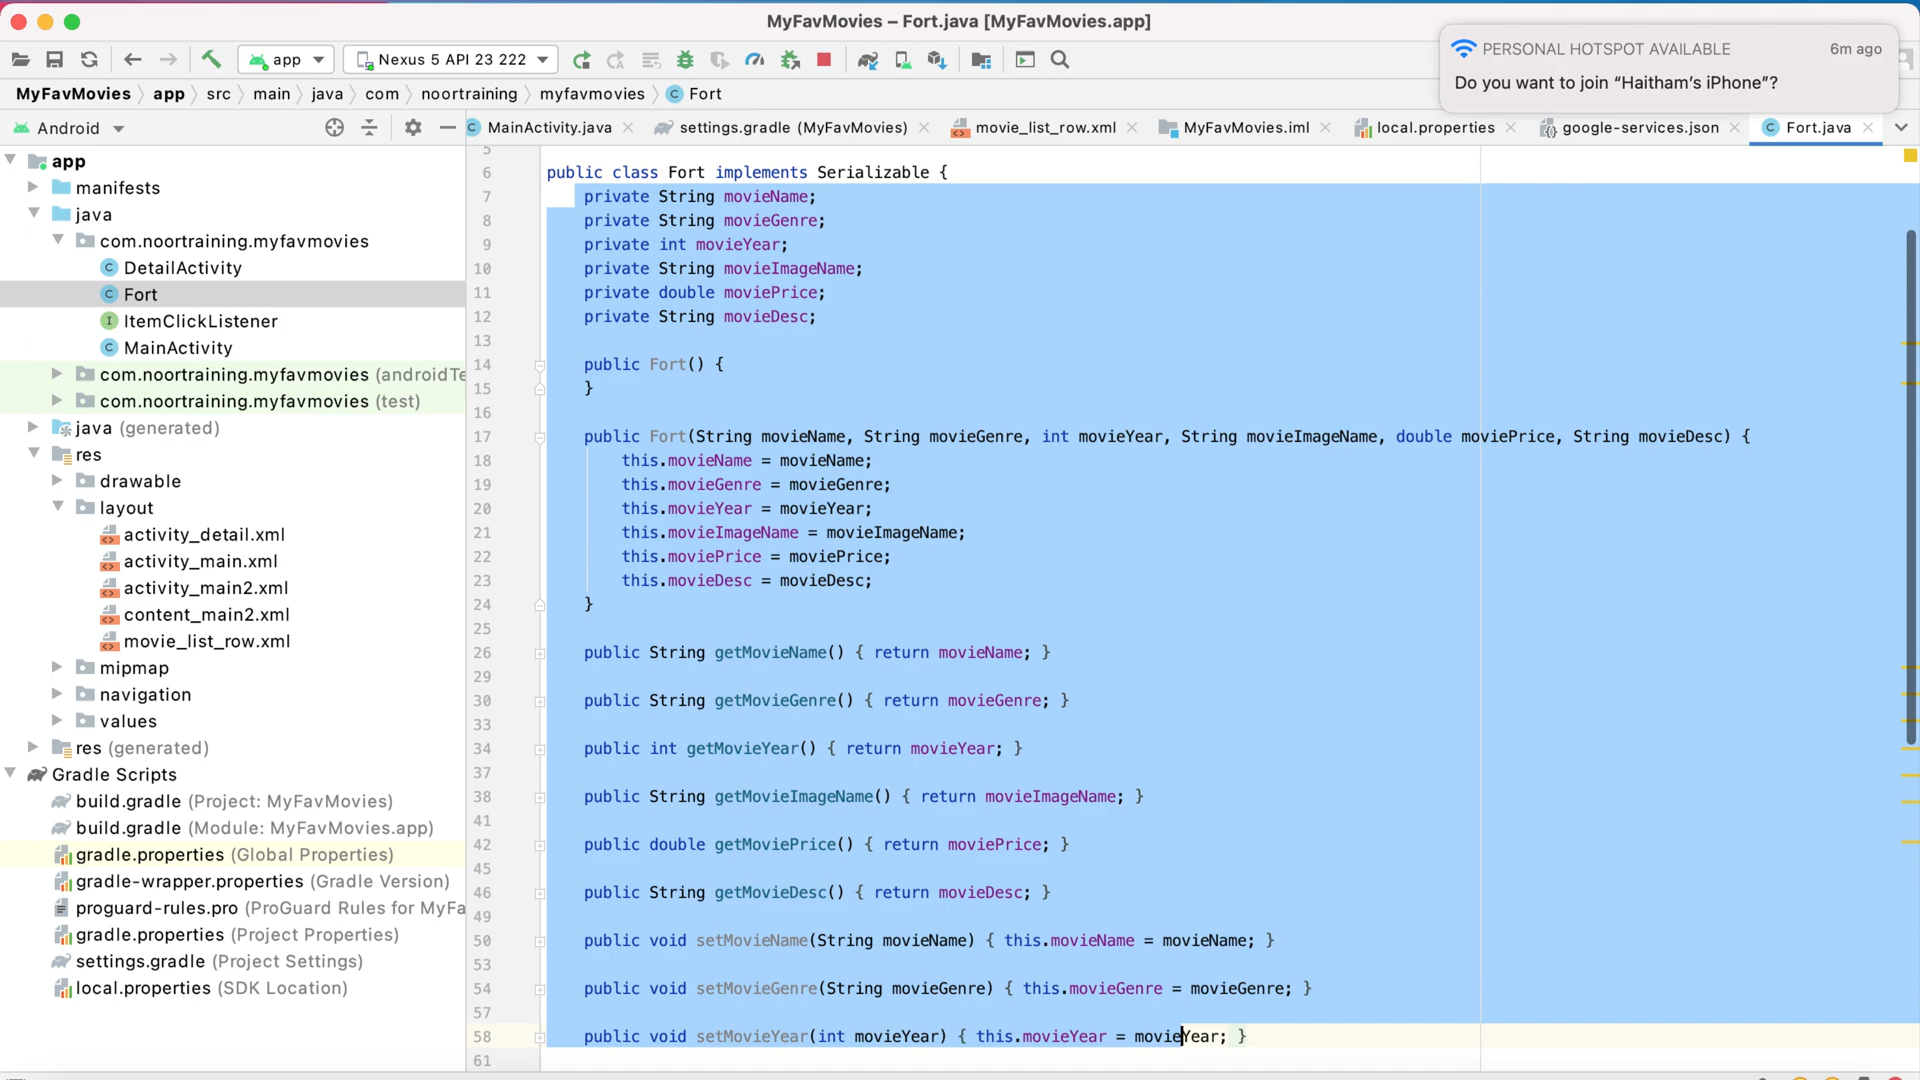 MyFavMovies – Fort.java [MyFavMovies.app]
app
Nexus 5 API 23 222
PERSONAL HOTSPOT AVAILABLE 6m ago
Do you want to join “Haitham’s iPhone”?
MyFavMovies app src main java com noortraining myfavmovies Fort
Android
MainActivity.java settings.gradle (MyFavMovies) movie_list_row.xml MyFavMovies.iml local.properties google-services.json Fort.java
app
manifests
java
com.noortraining.myfavmovies
DetailActivity
Fort
ItemClickListener
MainActivity
com.noortraining.myfavmovies (androidTe
com.noortraining.myfavmovies (test)
java (generated)
res
drawable
layout
activity_detail.xml
activity_main.xml
activity_main2.xml
content_main2.xml
movie_list_row.xml
mipmap
navigation
values
res (generated)
Gradle Scripts
build.gradle (Project: MyFavMovies)
build.gradle (Module: MyFavMovies.app)
gradle.properties (Global Properties)
gradle-wrapper.properties (Gradle Version)
proguard-rules.pro (ProGuard Rules for MyFa
gradle.properties (Project Properties)
settings.gradle (Project Settings)
local.properties (SDK Location)
5
6 public class Fort implements Serializable {
7 private String movieName;
8 private String movieGenre;
9 private int movieYear;
10 private String movieImageName;
11 private double moviePrice;
12 private String movieDesc;
13
14 public Fort() {
15 }
16
17 public Fort(String movieName, String movieGenre, int movieYear, String movieImageName, double moviePrice, String movieDesc) {
18 this.movieName = movieName;
19 this.movieGenre = movieGenre;
20 this.movieYear = movieYear;
21 this.movieImageName = movieImageName;
22 this.moviePrice = moviePrice;
23 this.movieDesc = movieDesc;
24 }
25
26 public String getMovieName() { return movieName; }
29
30 public String getMovieGenre() { return movieGenre; }
33
34 public int getMovieYear() { return movieYear; }
37
38 public String getMovieImageName() { return movieImageName; }
41
42 public double getMoviePrice() { return moviePrice; }
45
46 public String getMovieDesc() { return movieDesc; }
49
50 public void setMovieName(String movieName) { this.movieName = movieName; }
53
54 public void setMovieGenre(String movieGenre) { this.movieGenre = movieGenre; }
57
58 public void setMovieYear(int movieYear) { this.movieYear = movieYear; }
61